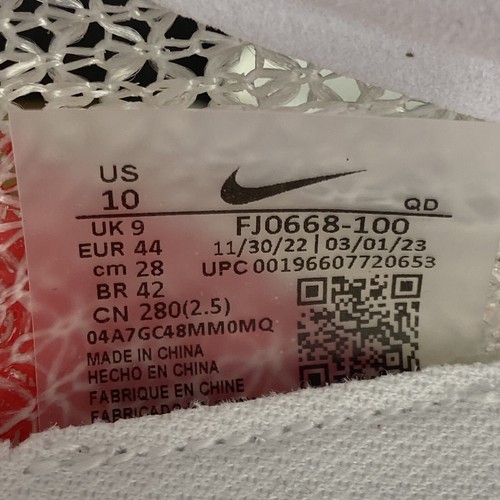 US
10
QD
UK 9
FJ0668-100
EUR 44
11/30/22 | 03/01/23
cm 28
UPC 00196607720653
BR 42
CN 280(2.5)
04A7GC48MM0MQ
MADE IN CHINA
HECHO EN CHINA
FABRIQUE EN CHINE
FABRICADO